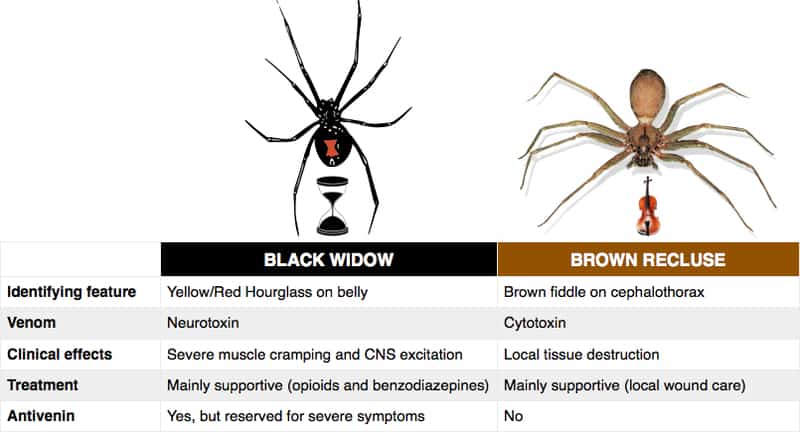 BLACK WIDOW BROWN RECLUSE
Identifying feature Yellow/Red Hourglass on belly Brown fiddle on cephalothorax
Venom Neurotoxin Cytotoxin
Clinical effects Severe muscle cramping and CNS excitation Local tissue destruction
Treatment Mainly supportive (opioids and benzodiazepines) Mainly supportive (local wound care)
Antivenin Yes, but reserved for severe symptoms No